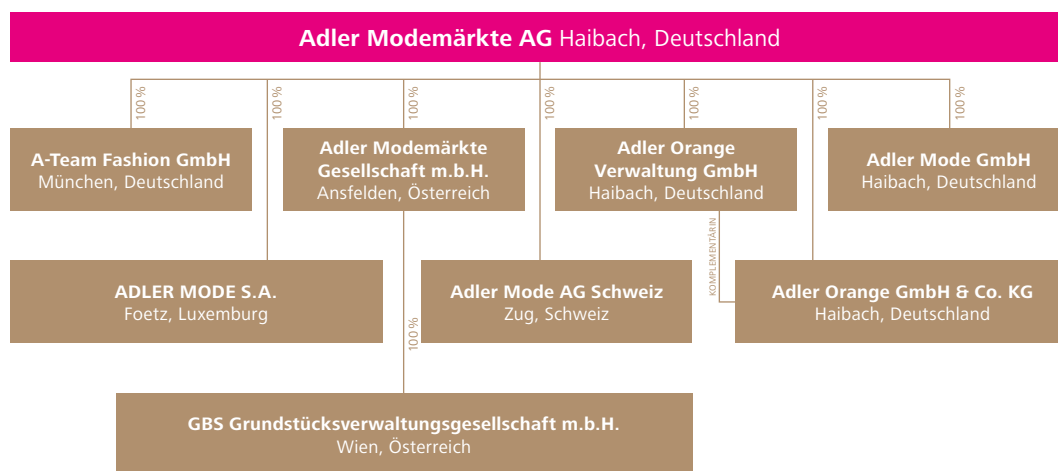 Adler Modemärkte AG Haibach, Deutschland
100 %
100 %
100 %
100 %
100 %
100 %
100 %
A-Team Fashion GmbH
München, Deutschland
Adler Modemärkte
Gesellschaft m.b.H.
Ansfelden, Österreich
Adler Orange
Verwaltung GmbH
Haibach, Deutschland
Adler Mode GmbH
Haibach, Deutschland
KOMPLEMENTÄRIN
ADLER MODE S.A.
Foetz, Luxemburg
Adler Mode AG Schweiz
Zug, Schweiz
Adler Orange GmbH & Co. KG
Haibach, Deutschland
100 %
GBS Grundstücksverwaltungsgesellschaft m.b.H.
Wien, Österreich